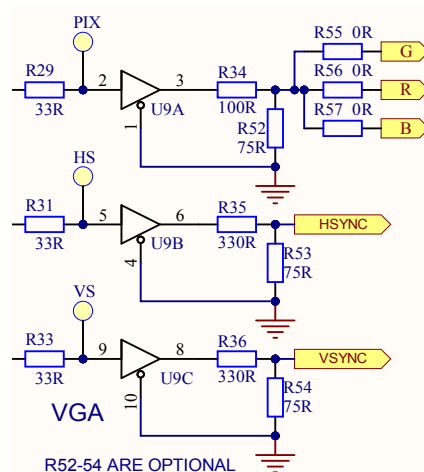 PIX
R55 0R
G
R29
2
3
R34
R56 0R
R
33R
U9A
100R
1
R52
75R
R57 0R
B
HS
R31
5
6
R35
HSYNC
33R
U9B
330R
4
R53
75R
VS
R33
9
8
R36
VSYNC
33R
U9C
330R
10
R54
75R
VGA
R52-54 ARE OPTIONAL